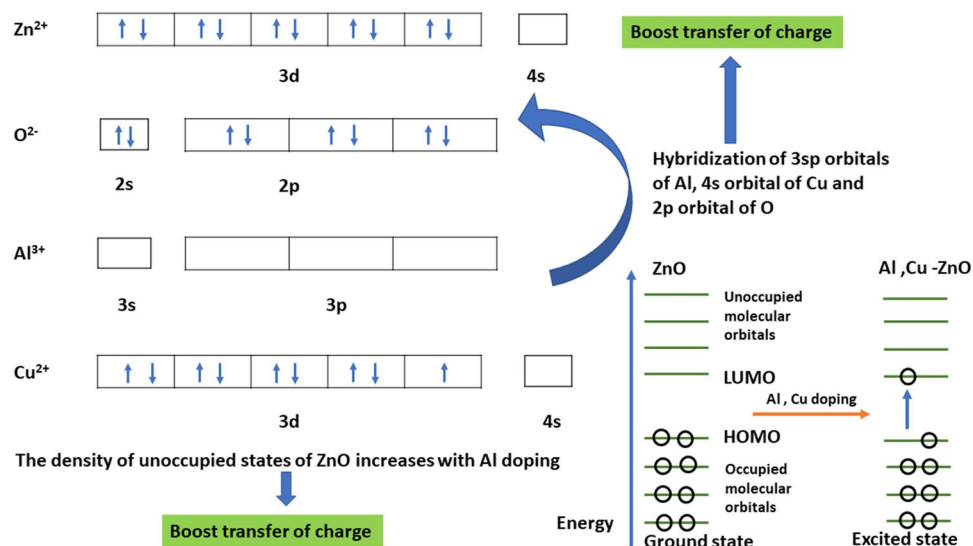 Zn²⁺
3d
4s
Boost transfer of charge
O²⁻
2s
2p
Hybridization of 3sp orbitals
of Al, 4s orbital of Cu and
2p orbital of O
Al³⁺
3s
3p
Cu²⁺
3d
4s
The density of unoccupied states of ZnO increases with Al doping
Boost transfer of charge
ZnO
Al ,Cu -ZnO
Unoccupied
molecular
orbitals
LUMO
Al , Cu doping
HOMO
Occupied
molecular
orbitals
Energy
Ground state
Excited state